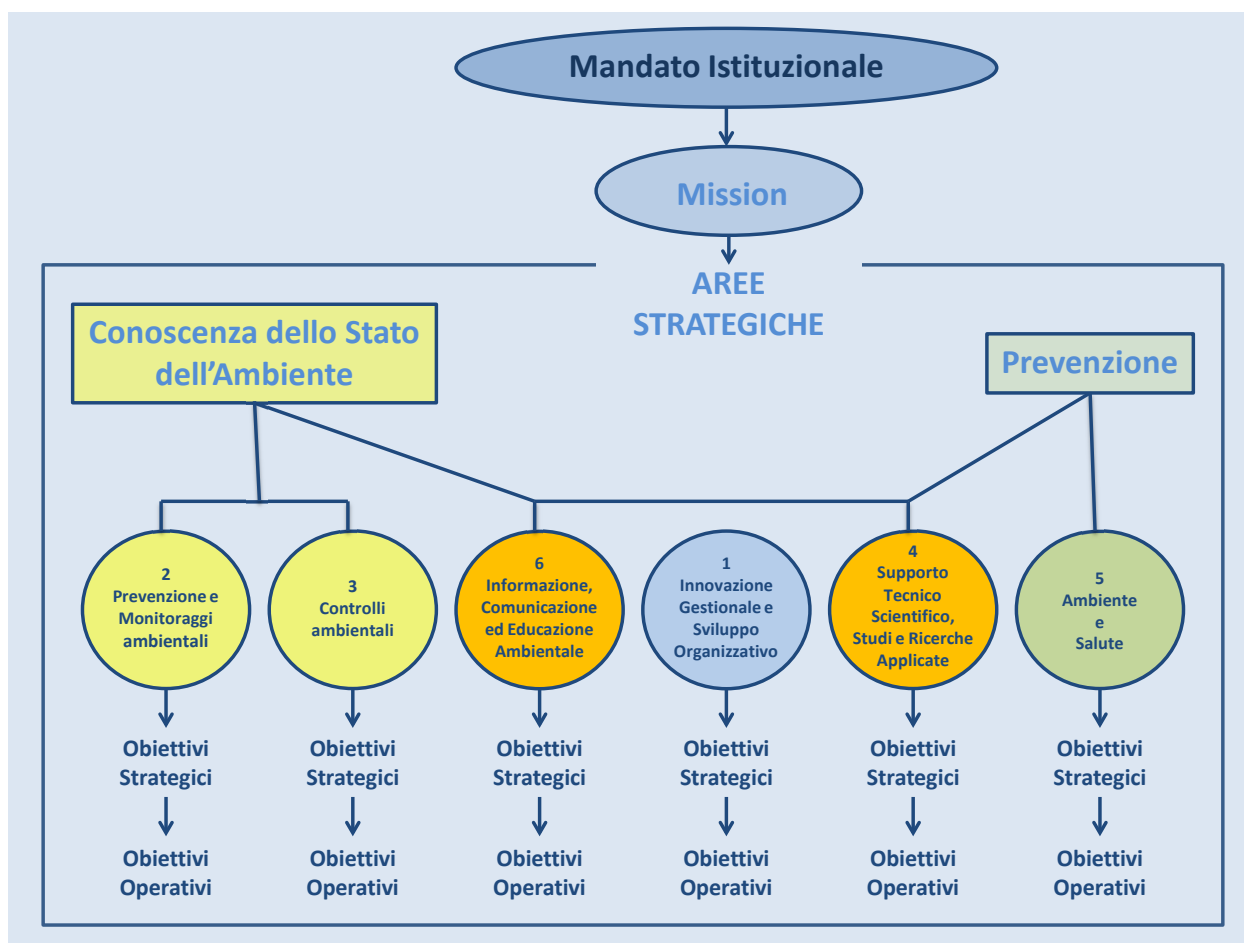 Mandato Istituzionale
Mission
AREE
STRATEGICHE
Conoscenza dello Stato
dell'Ambiente
Prevenzione
2
Prevenzione e
Monitoraggi
ambientali
3
Controlli
ambientali
6
Informazione,
Comunicazione
ed Educazione
Ambientale
1
Innovazione
Gestionale e
Sviluppo
Organizzativo
4
Supporto
Tecnico
Scientifico,
Studi e Ricerche
Applicate
5
Ambiente
e
Salute
Obiettivi
Strategici
Obiettivi
Strategici
Obiettivi
Strategici
Obiettivi
Strategici
Obiettivi
Strategici
Obiettivi
Strategici
Obiettivi
Operativi
Obiettivi
Operativi
Obiettivi
Operativi
Obiettivi
Operativi
Obiettivi
Operativi
Obiettivi
Operativi